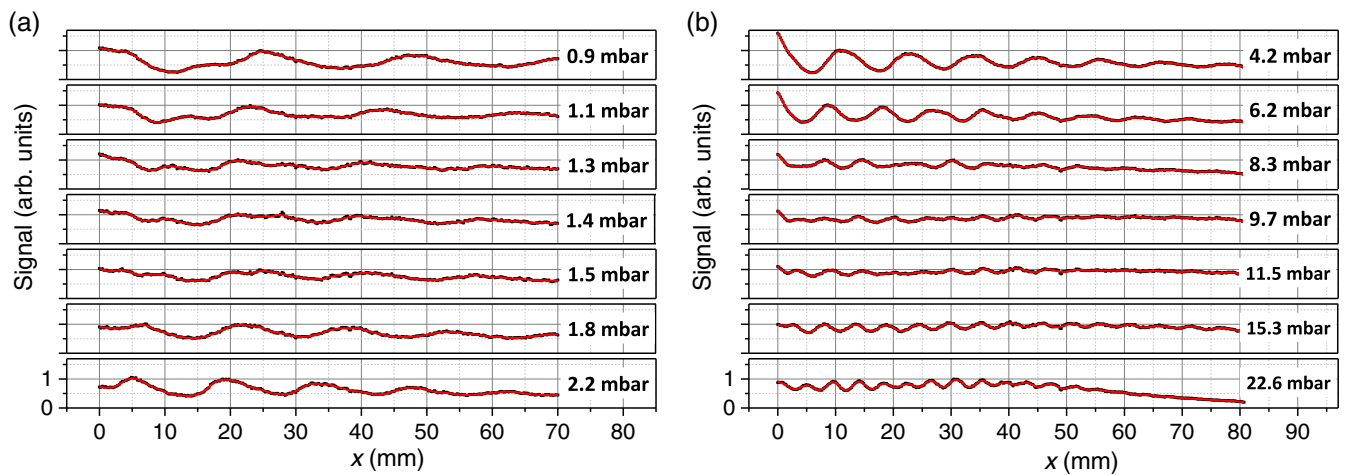 (a)
Signal (arb. units)
0.9 mbar
1.1 mbar
1.3 mbar
1.4 mbar
1.5 mbar
1.8 mbar
2.2 mbar
1
0
0 10 20 30 40 50 60 70 80
x (mm)
(b)
Signal (arb. units)
4.2 mbar
6.2 mbar
8.3 mbar
9.7 mbar
11.5 mbar
15.3 mbar
22.6 mbar
1
0
0 10 20 30 40 50 60 70 80 90
x (mm)